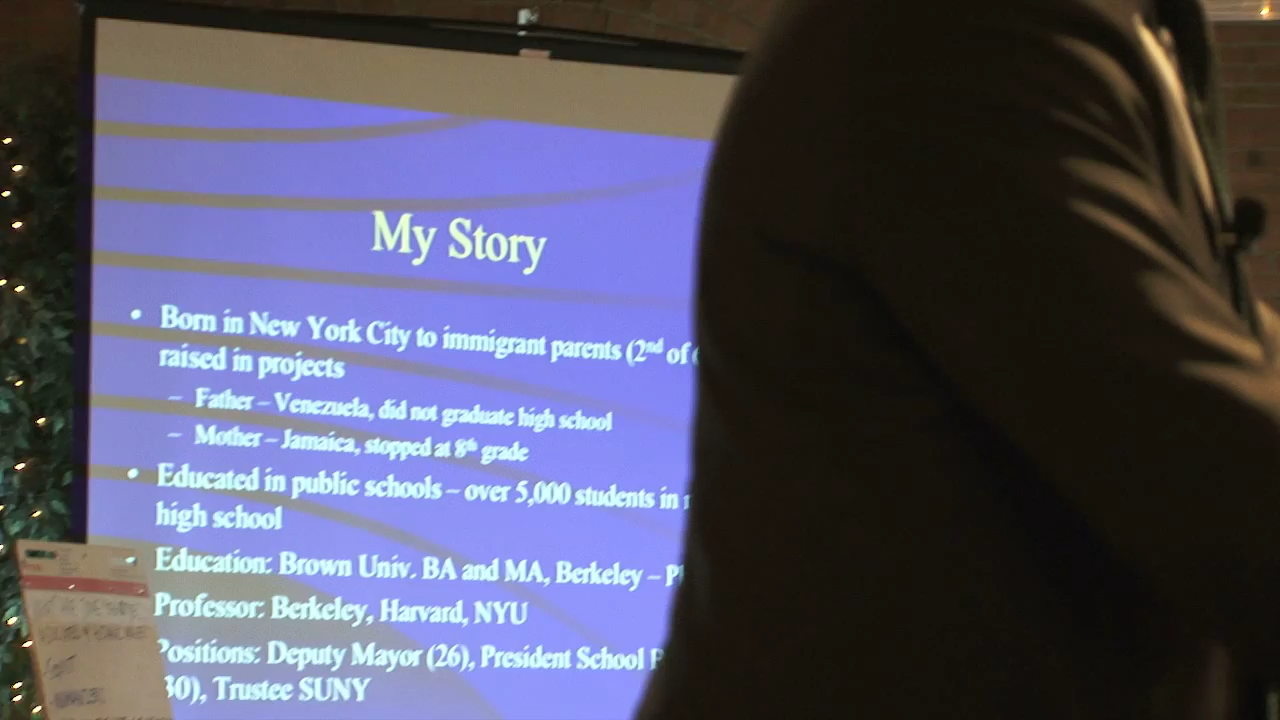 My Story
• Born in New York City to immigrant parents (2nd of
raised in projects
– Father – Venezuela, did not graduate high school
– Mother – Jamaica, stopped at 8th grade
• Educated in public schools – over 5,000 students in
high school
• Education: Brown Univ. BA and MA, Berkeley –
Professor: Berkeley, Harvard, NYU
Positions: Deputy Mayor (26), President School
30), Trustee SUNY